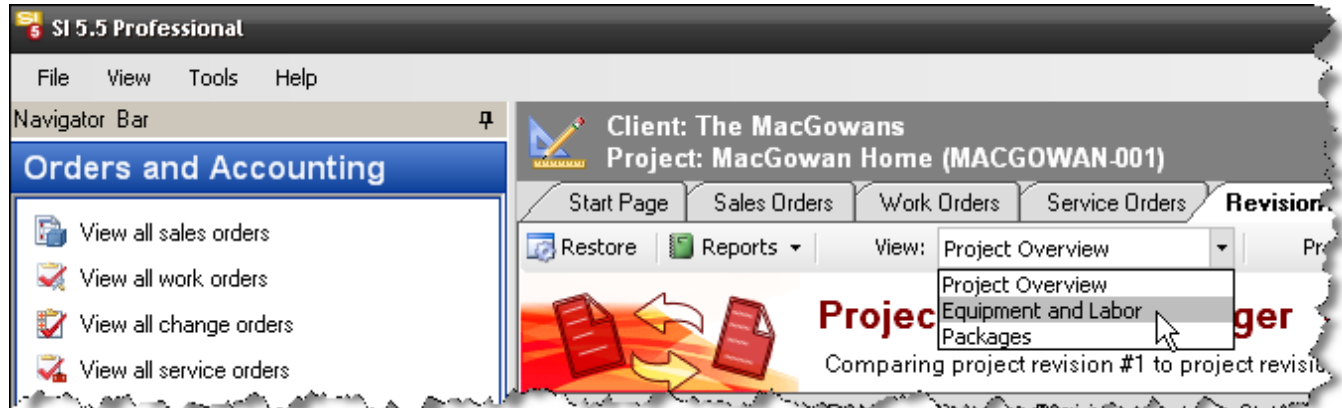 SI 5.5 Professional
File View Tools Help
Navigator Bar
Orders and Accounting
View all sales orders
View all work orders
View all change orders
View all service orders
Client: The MacGowans
Project: MacGowan Home (MACGOWAN-001)
Start Page Sales Orders Work Orders Service Orders Revision
Restore Reports View: Project Overview
Project Overview
Equipment and Labor
Packages
Projec ger
Comparing project revision #1 to project revisi